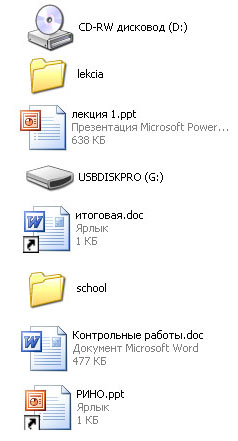 CD-RW дисковод (D:)
lekcia
лекция 1.ppt
Презентация Microsoft Power...
638 КБ
USBDISKPRO (G:)
итоговая.doc
Ярлык
1 КБ
school
Контрольные работы.doc
Документ Microsoft Word
477 КБ
РИНО.ppt
Ярлык
1 КБ